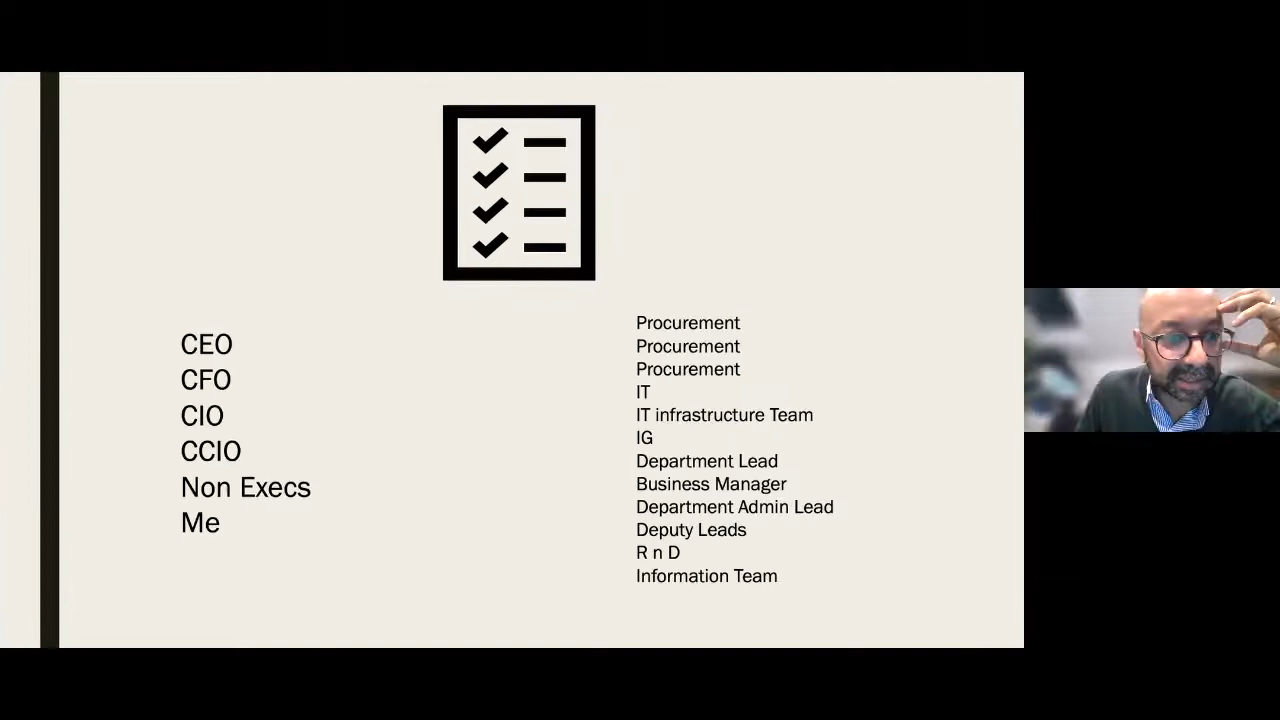 CEO
CFO
CIO
CCIO
Non Execs
Me
Procurement
Procurement
Procurement
IT
IT infrastructure Team
IG
Department Lead
Business Manager
Department Admin Lead
Deputy Leads
R n D
Information Team